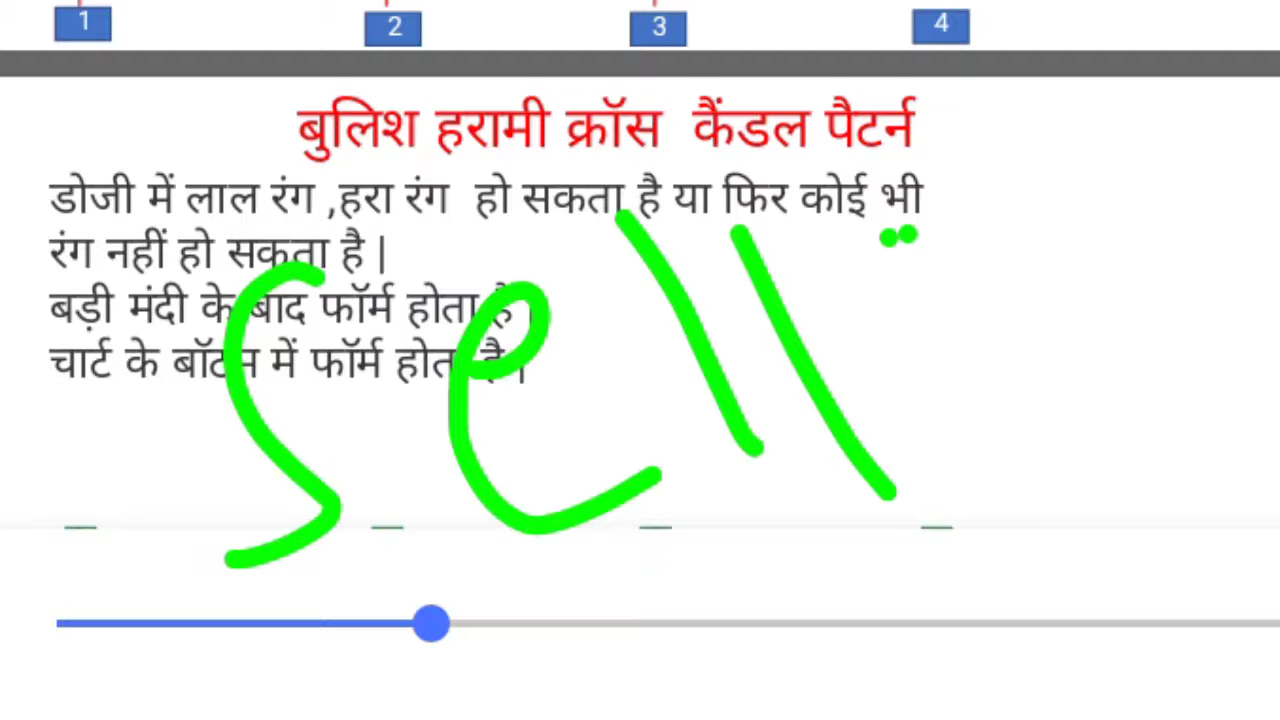 1 2 3 4
बुलिश हरामी क्रॉस कैंडल पैटर्न
डोजी में लाल रंग ,हरा रंग हो सकता है या फिर कोई भी
रंग नहीं हो सकता है |
बड़ी मंदी के बाद फॉर्म होता है |
चार्ट के बॉटम में फॉर्म होता है |
sell